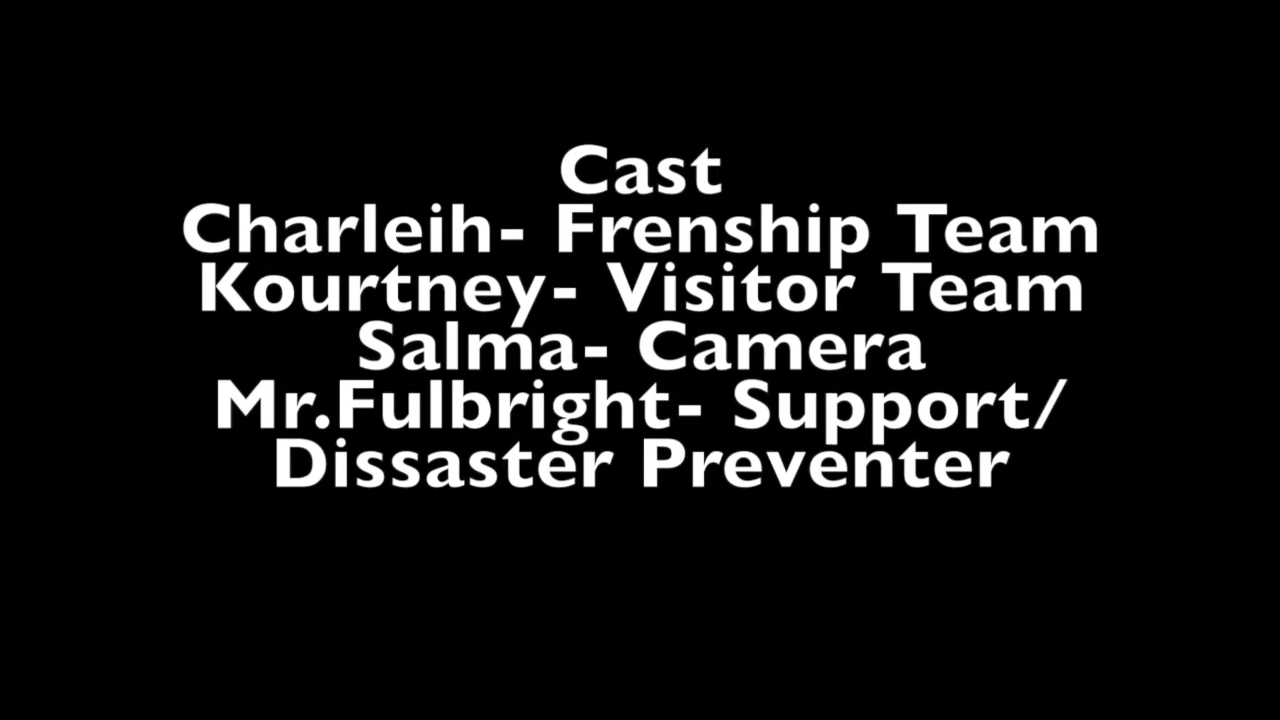 Cast
Charleih- Frenship Team
Kourtney- Visitor Team
Salma- Camera
Mr.Fulbright- Support/
Dissaster Preventer